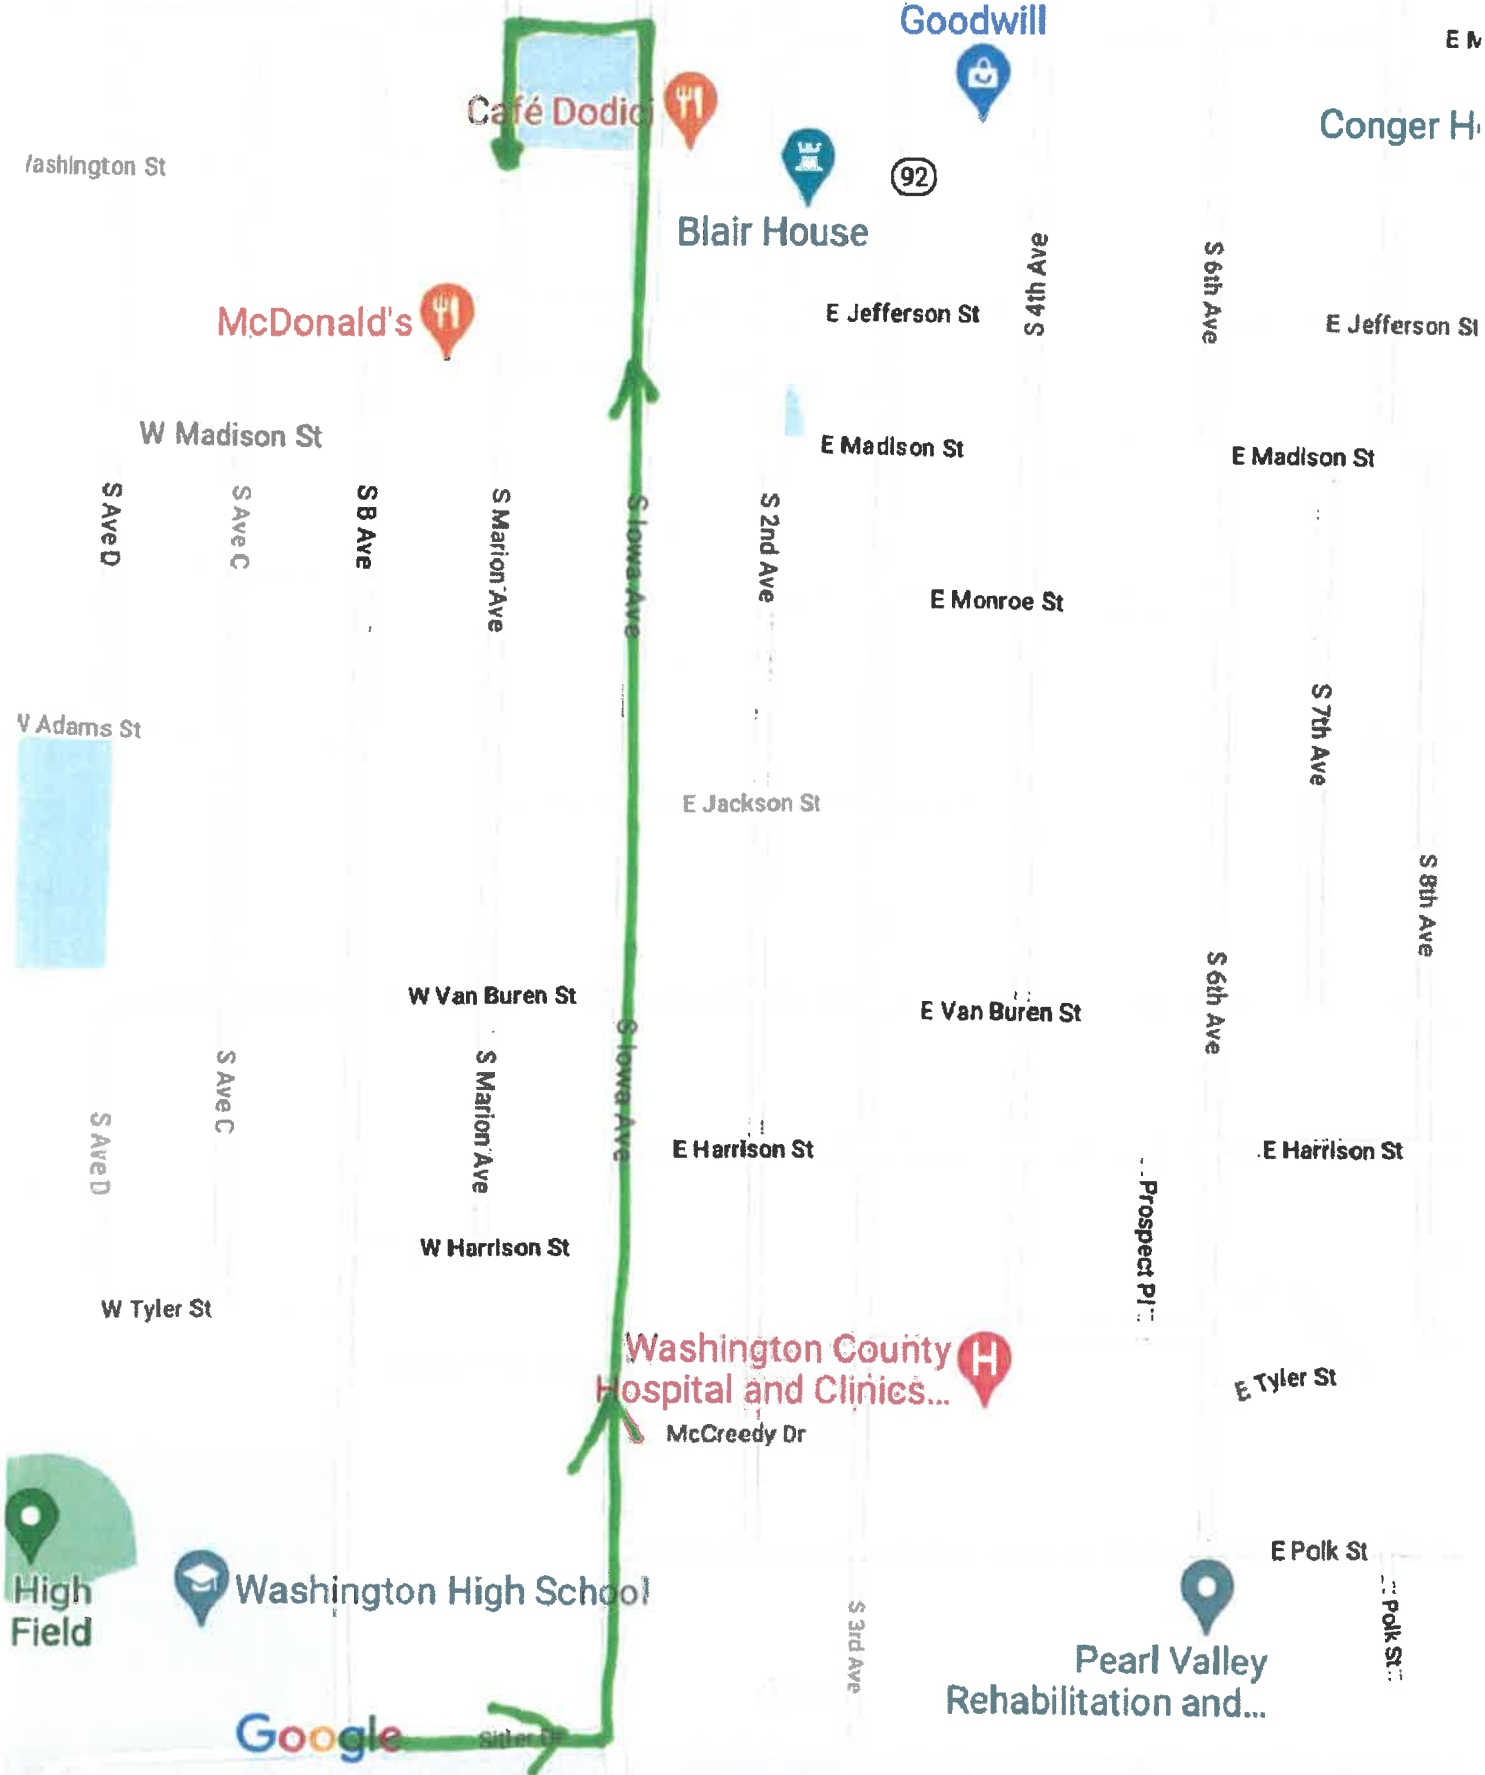 Goodwill
E M
Café Dodici
Conger H
ashington St
92
Blair House
S 4th Ave
S 6th Ave
McDonald's
E Jefferson St
E Jefferson St
W Madison St
E Madison St
E Madison St
S Ave D
S Ave C
S B Ave
S Marion Ave
S Iowa Ave
S 2nd Ave
E Monroe St
S 7th Ave
W Adams St
E Jackson St
S 8th Ave
W Van Buren St
E Van Buren St
S 6th Ave
S Ave C
S Marion Ave
S Iowa Ave
S Ave D
E Harrison St
E Harrison St
Prospect Pl
W Harrison St
W Tyler St
Washington County
Hospital and Clinics...
E Tyler St
McCreedy Dr
E Polk St
High
Field
Washington High School
S 3rd Ave
Polk St
Pearl Valley
Rehabilitation and...
Google
Sitler Dr